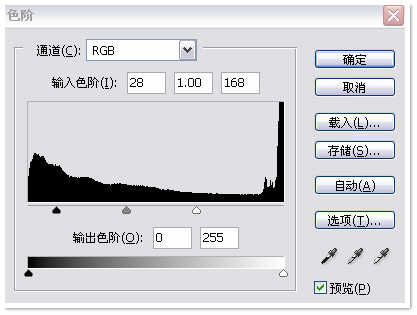 色阶
通道(C): RGB
输入色阶(I): 28 1.00 168
输出色阶(O): 0 255
确定
取消
载入(L)...
存储(S)...
自动(A)
选项(T)...
预览(P)